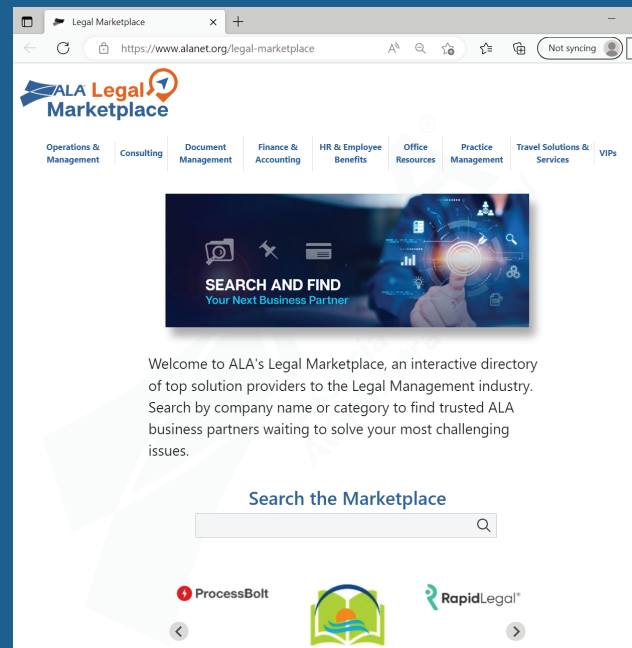 Legal Marketplace
https://www.alanet.org/legal-marketplace
Not syncing
ALA Legal
Marketplace
Operations &
Management
Consulting
Document
Management
Finance &
Accounting
HR & Employee
Benefits
Office
Resources
Practice
Management
Travel Solutions &
Services
VIPs
SEARCH AND FIND
Your Next Business Partner
Welcome to ALA's Legal Marketplace, an interactive directory
of top solution providers to the Legal Management industry.
Search by company name or category to find trusted ALA
business partners waiting to solve your most challenging
issues.
Search the Marketplace
ProcessBolt
RapidLegal®